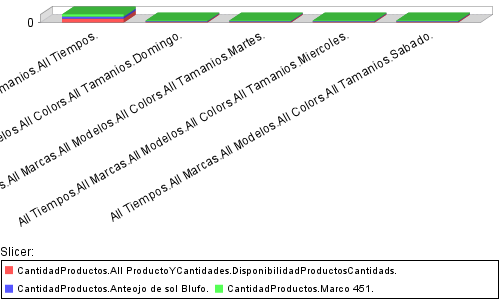 0
manios.All Tiempos.
elos.All Colors.All Tamanios.Domingo.
s.All Marcas.All Modelos.All Colors.All Tamanios.Martes.
All Tiempos.All Marcas.All Modelos.All Colors.All Tamanios.Miercoles.
All Tiempos.All Marcas.All Modelos.All Colors.All Tamanios.Sabado.
Slicer:
CantidadProductos.All ProductoYCantidades.DisponibilidadProductosCantidads.
CantidadProductos.Anteojo de sol Blufo. CantidadProductos.Marco 451.